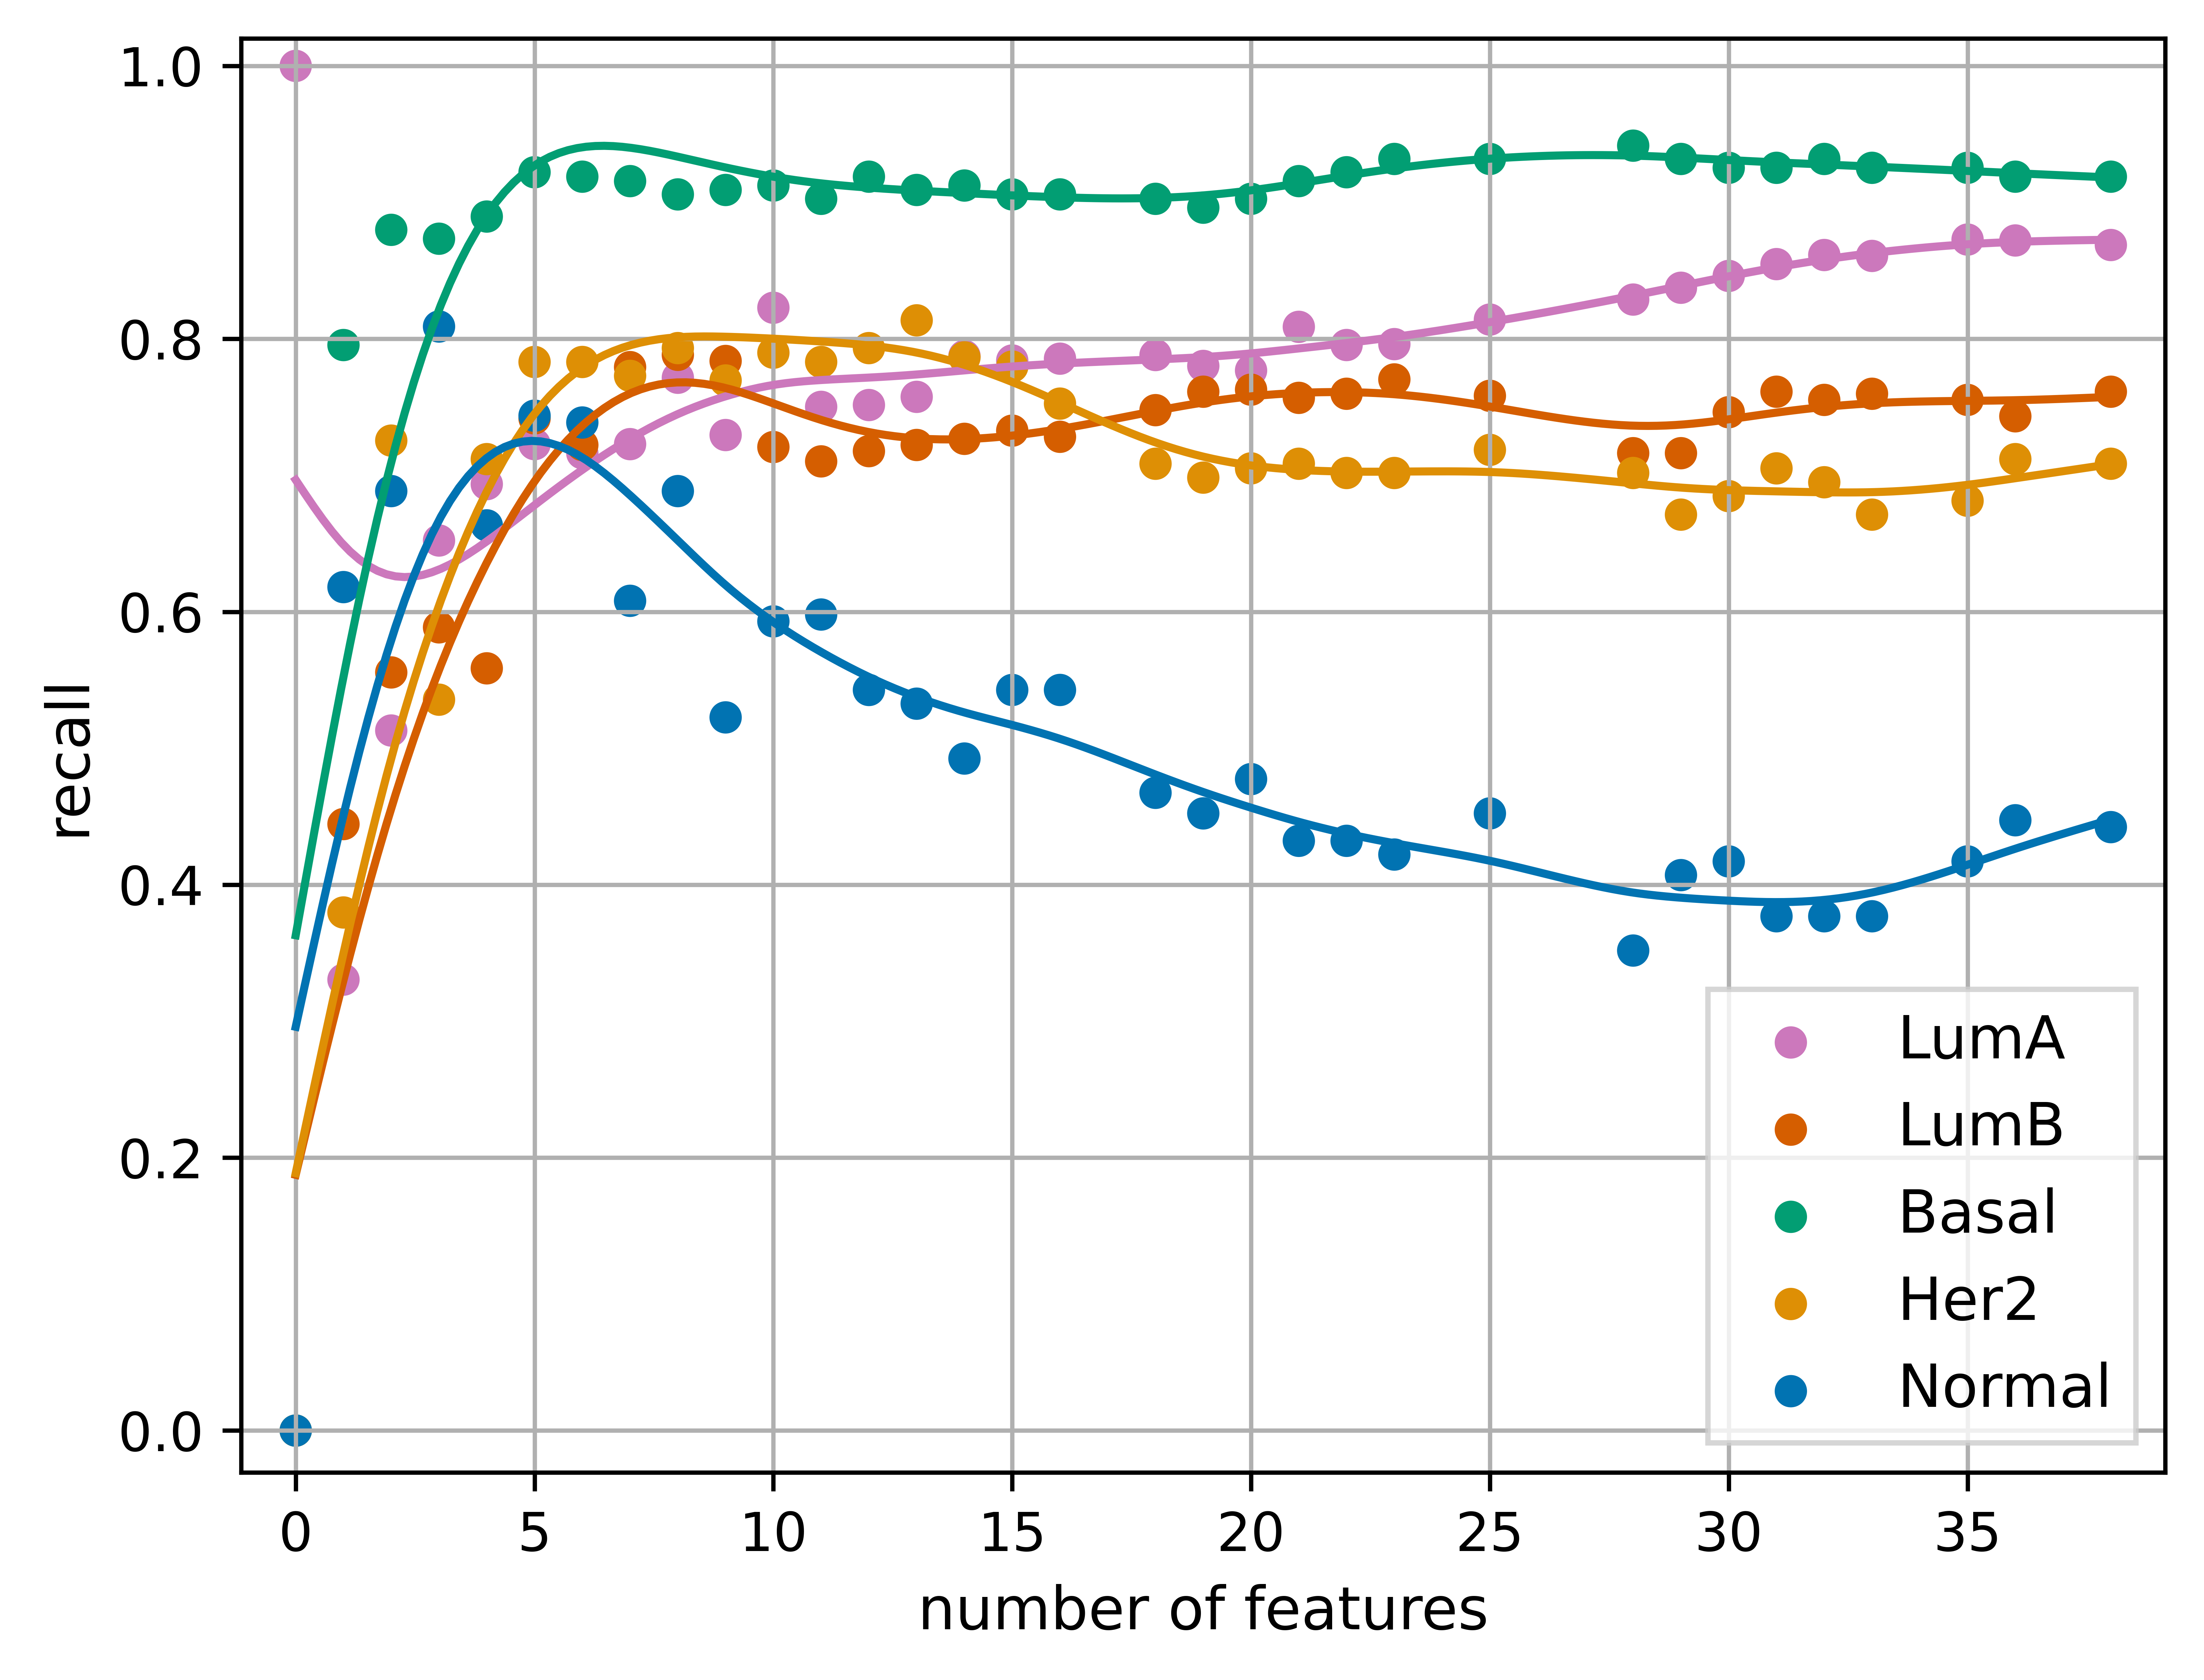 1.0
0.8
0.6
0.4
0.2
0.0
recall
0 5 10 15 20 25 30 35
number of features
LumA
LumB
Basal
Her2
Normal